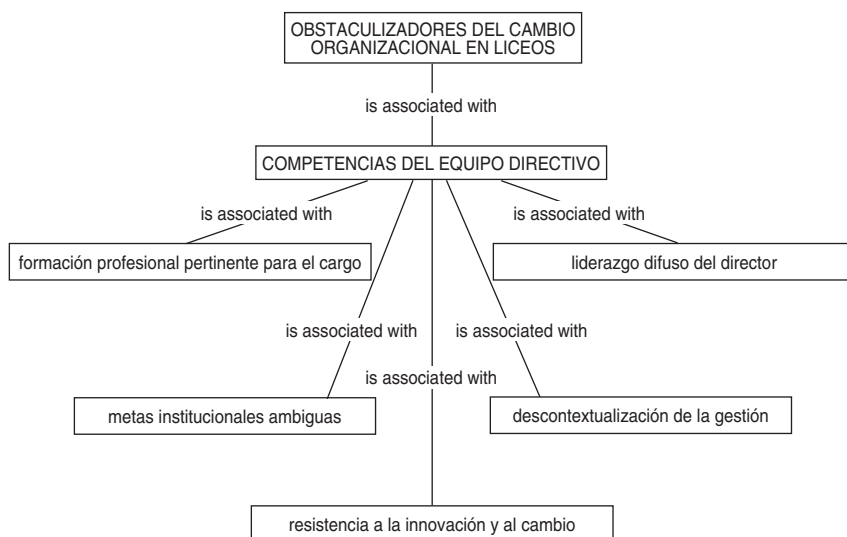 OBSTACULIZADORES DEL CAMBIO
ORGANIZACIONAL EN LICEOS
is associated with
COMPETENCIAS DEL EQUIPO DIRECTIVO
is associated with
is associated with
formación profesional pertinente para el cargo
liderazgo difuso del director
is associated with
is associated with
is associated with
metas institucionales ambiguas
descontextualización de la gestión
resistencia a la innovación y al cambio